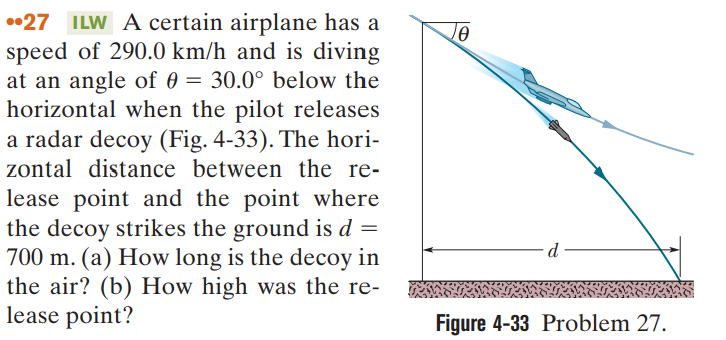 ••27 ILW A certain airplane has a
speed of 290.0 km/h and is diving
at an angle of θ = 30.0° below the
horizontal when the pilot releases
a radar decoy (Fig. 4-33). The hori-
zontal distance between the re-
lease point and the point where
the decoy strikes the ground is d =
700 m. (a) How long is the decoy in
the air? (b) How high was the re-
lease point?
θ
d
Figure 4-33 Problem 27.